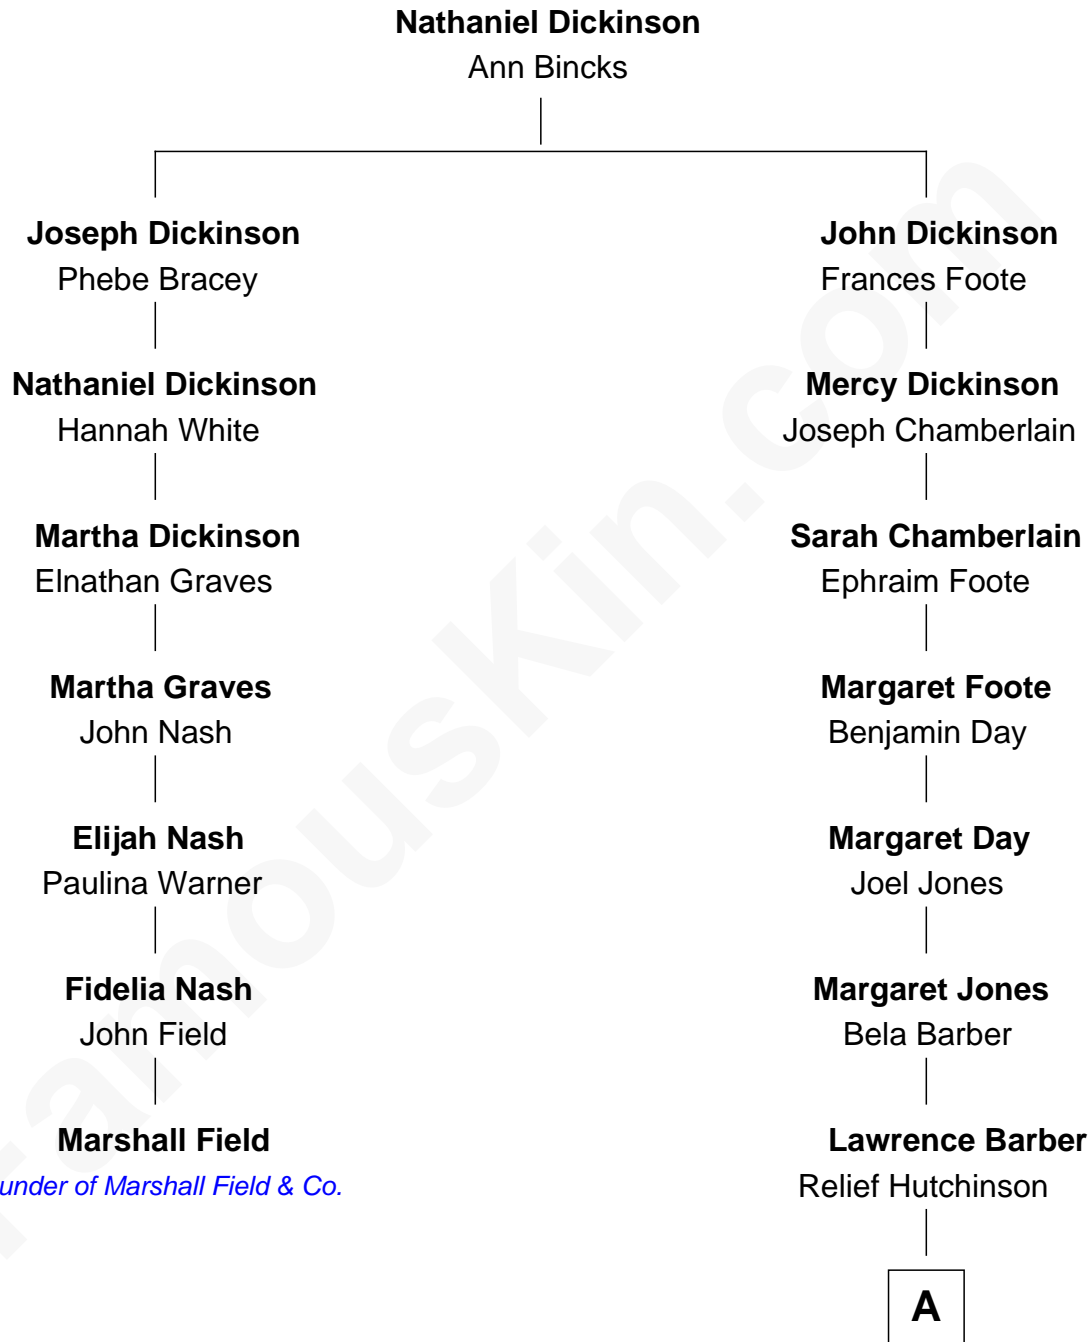 Nathaniel Dickinson
Ann Bincks
Joseph Dickinson
Phebe Bracey
John Dickinson
Frances Foote
Nathaniel Dickinson
Hannah White
Mercy Dickinson
Joseph Chamberlain
Martha Dickinson
Elnathan Graves
Sarah Chamberlain
Ephraim Foote
Martha Graves
John Nash
Margaret Foote
Benjamin Day
Elijah Nash
Paulina Warner
Margaret Day
Joel Jones
Fidelia Nash
John Field
Margaret Jones
Bela Barber
Marshall Field
under of Marshall Field & Co.
Lawrence Barber
Relief Hutchinson
A
FamousKin.com